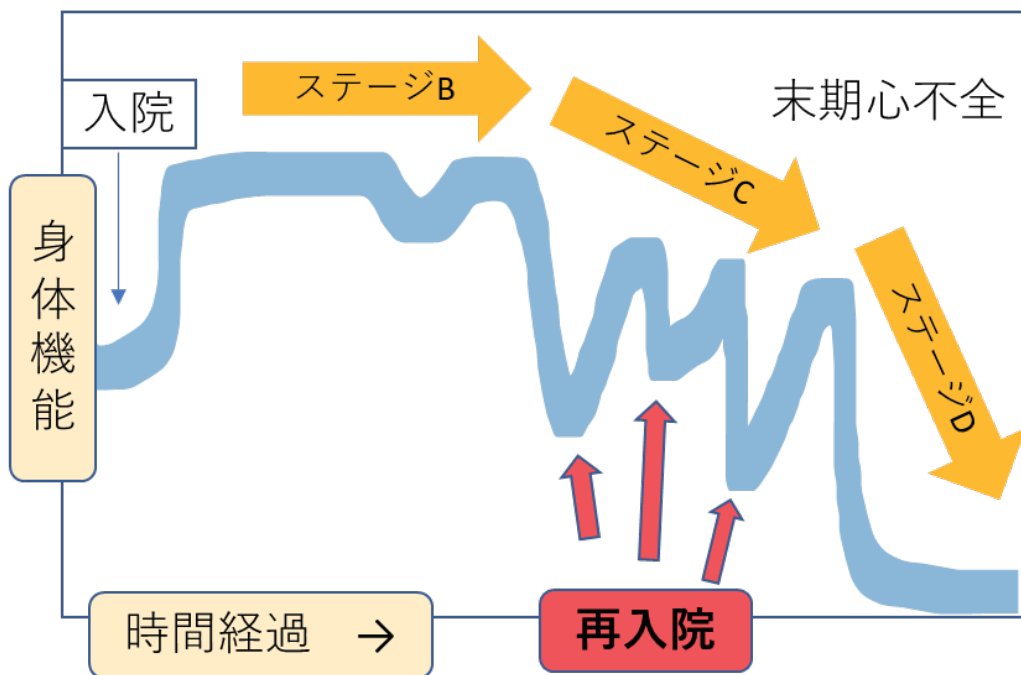 入院
ステージB
ステージC
末期心不全
ステージD
身体機能
時間経過 →
再入院